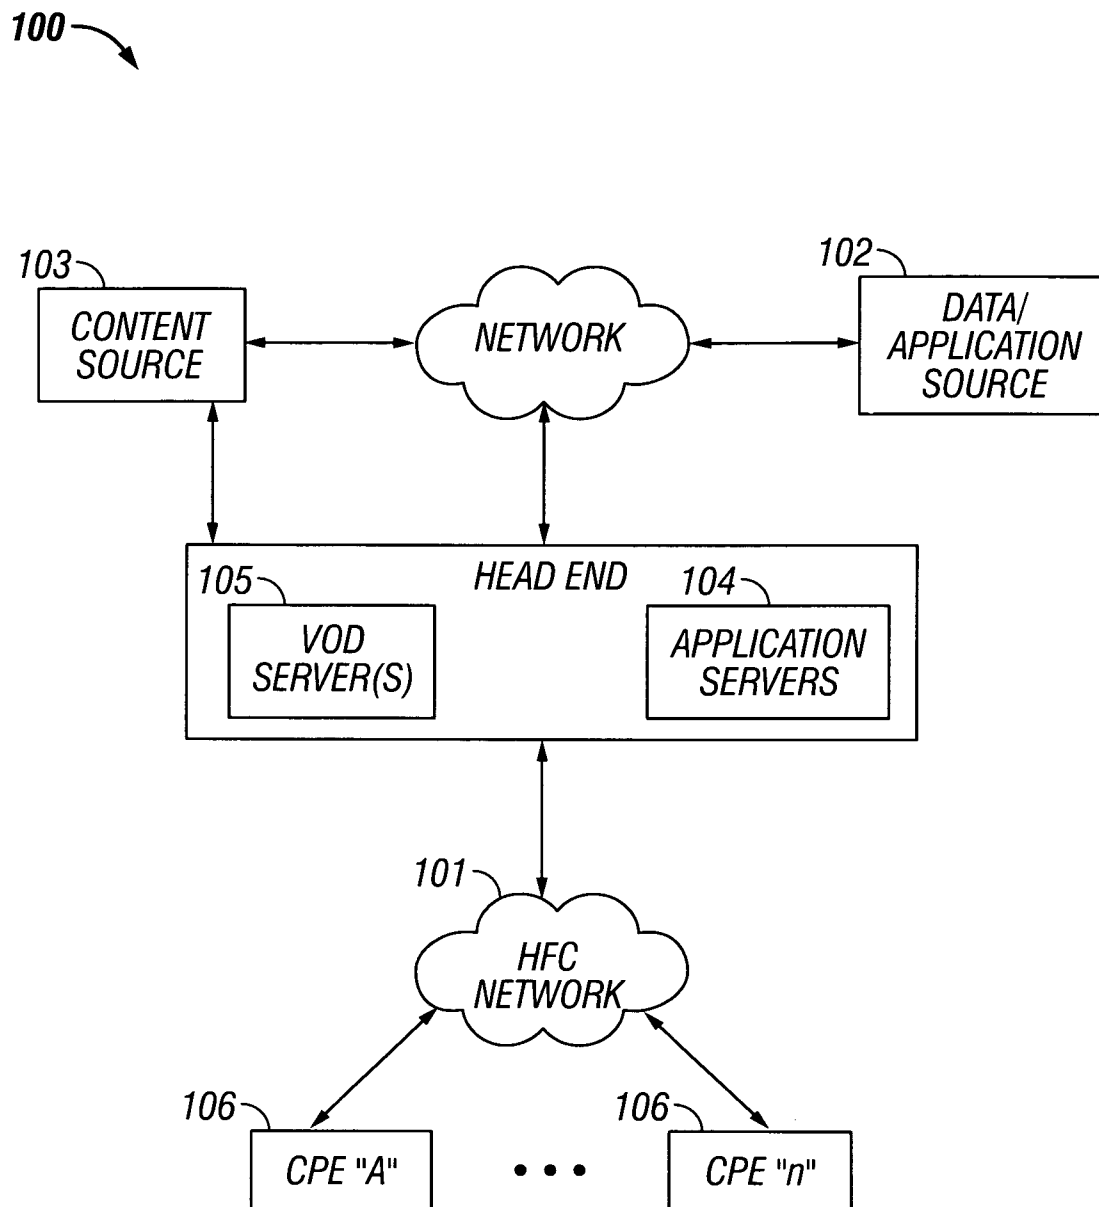 100
103
102
CONTENT
SOURCE
NETWORK
DATA/
APPLICATION
SOURCE
HEAD END
105
104
VOD
SERVER(S)
APPLICATION
SERVERS
101
HFC
NETWORK
106
106
CPE "A"
CPE "n"